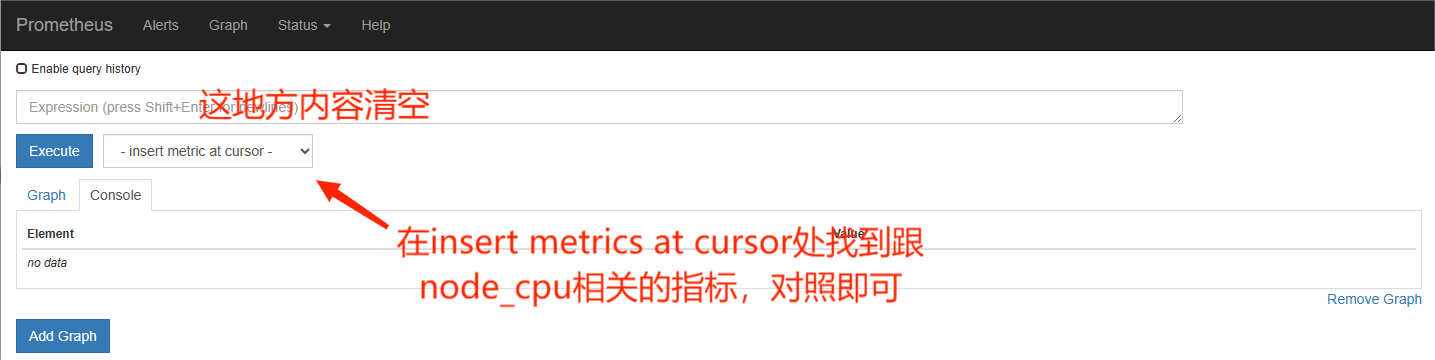 Prometheus Alerts Graph Status Help
Enable query history
Expression (press Shift+Enter for newlines)
这地方内容清空
Execute - insert metric at cursor -
Graph Console
Element Value
no data
在insert metrics at cursor处找到跟
node_cpu相关的指标，对照即可
Remove Graph
Add Graph